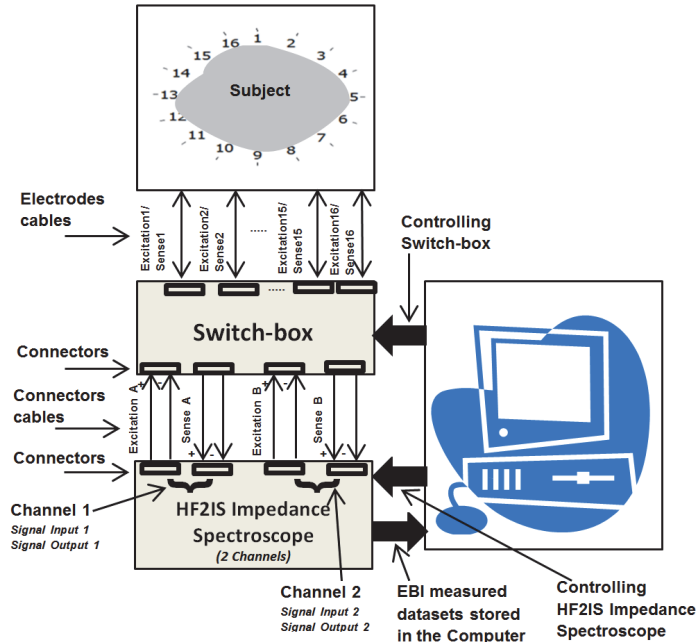 16 1 2
15 3
14 4
13 Subject 5
12 6
11 7
10 9 8
Electrodes
cables
Excitation1/
Sense1
Excitation2/
Sense2
.....
Excitation15/
Sense15
Excitation16/
Sense16
Controlling
Switch-box
.....
Switch-box
Connectors
Connectors
cables
Excitation A
+ -
Sense A
+ -
Excitation B
+ -
Sense B
+ -
Connectors
Channel 1
Signal Input 1
Signal Output 1
HF2IS Impedance
Spectroscope
(2 Channels)
Channel 2
Signal Input 2
Signal Output 2
EBI measured
datasets stored
in the Computer
Controlling
HF2IS Impedance
Spectroscope